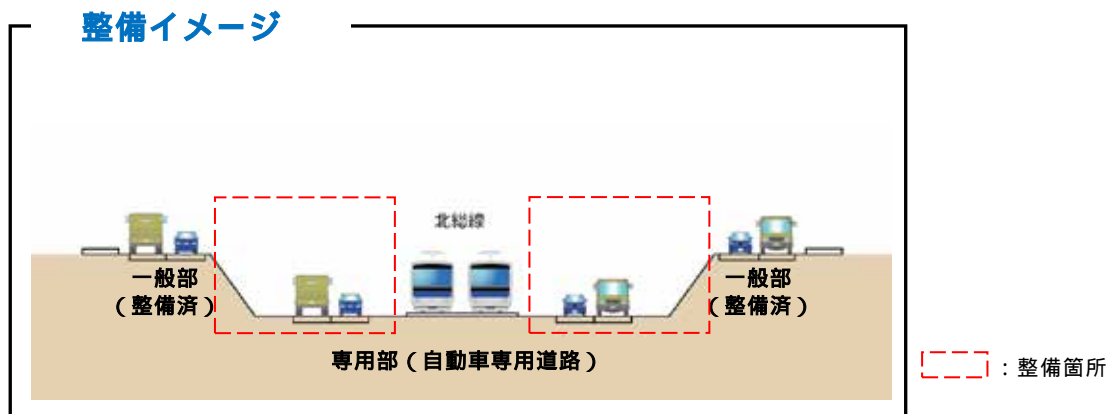 整備イメージ
北総線
一般部
(整備済)
一般部
(整備済)
専用部(自動車専用道路)
:整備箇所